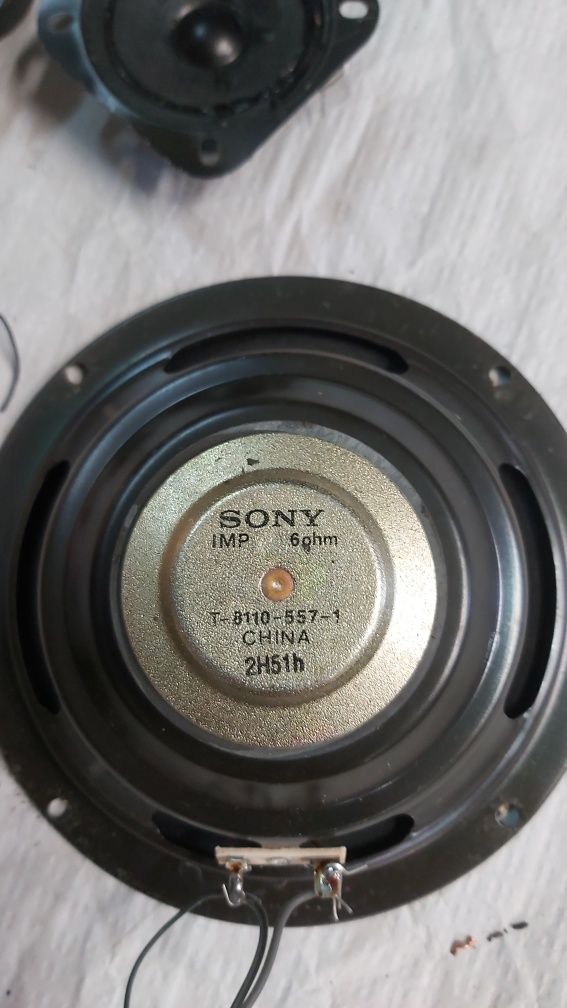 SONY
IMP 6ohm
T-8110-557-1
CHINA
2H51h